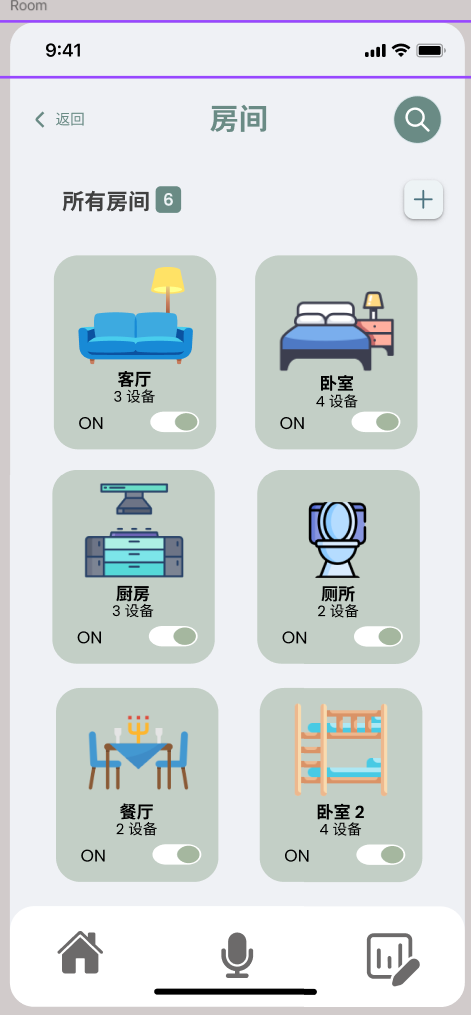 Room
9:41
返回
房间
所有房间 6
客厅
3 设备
ON
卧室
4 设备
ON
厨房
3 设备
ON
厕所
2 设备
ON
餐厅
2 设备
ON
卧室 2
4 设备
ON